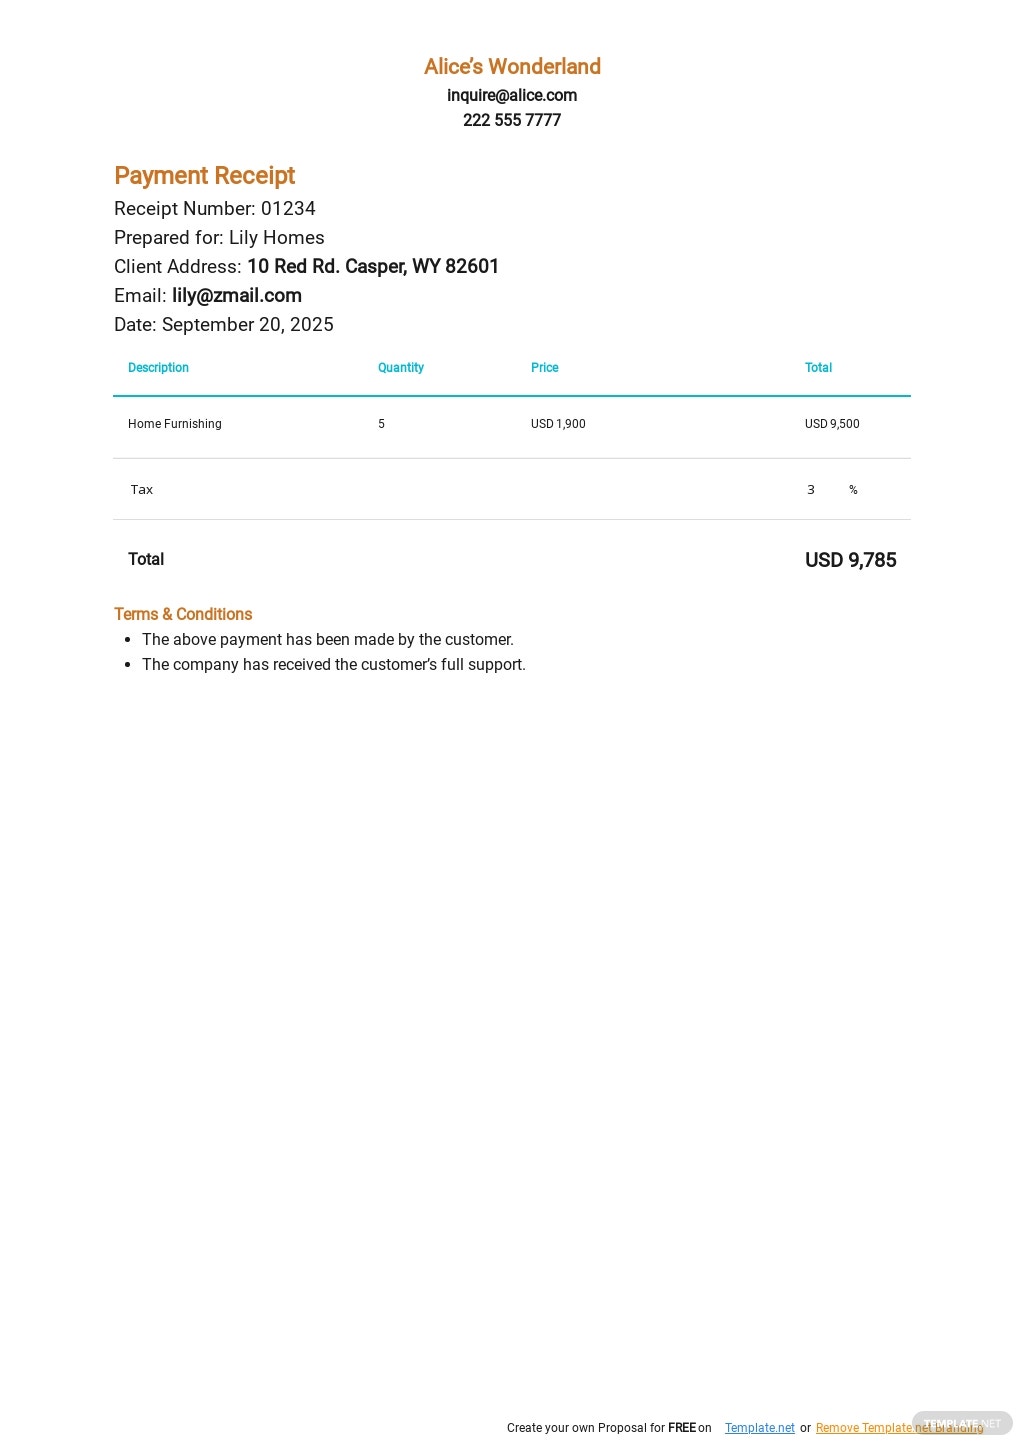 Alice’s Wonderland
inquire@alice.com
222 555 7777
Payment Receipt
Receipt Number: 01234
Prepared for: Lily Homes
Client Address: 10 Red Rd. Casper, WY 82601
Email: lily@zmail.com
Date: September 20, 2025
Description Quantity Price Total
Home Furnishing 5 USD 1,900 USD 9,500
Tax 3 %
Total USD 9,785
Terms & Conditions
• The above payment has been made by the customer.
• The company has received the customer’s full support.
Create your own Proposal for FREE on Template.net or Remove Template.net Branding
TEMPLATE.NET